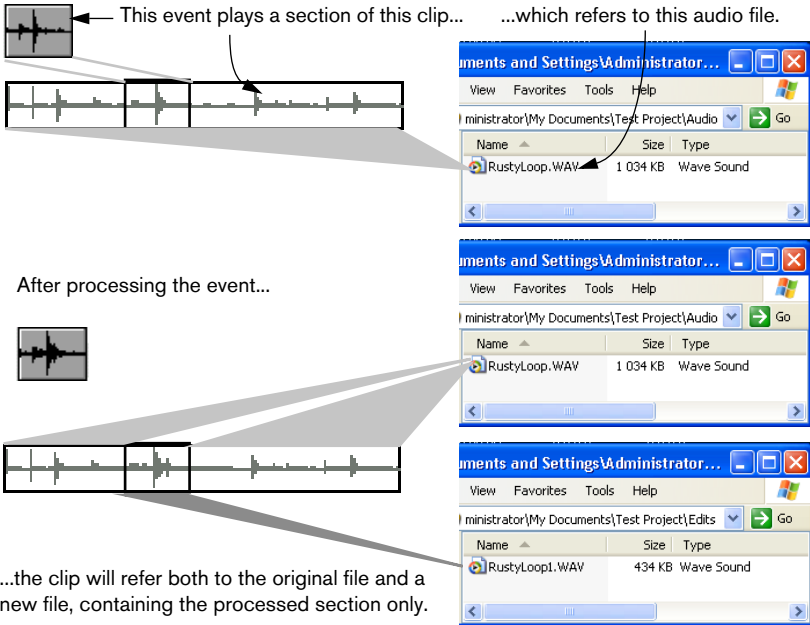 This event plays a section of this clip...
...which refers to this audio file.
uments and Settings\Administrator...
View Favorites Tools Help
ministrator\My Documents\Test Project\Audio Go
Name Size Type
RustyLoop.WAV 1 034 KB Wave Sound
After processing the event...
uments and Settings\Administrator...
View Favorites Tools Help
ministrator\My Documents\Test Project\Audio Go
Name Size Type
RustyLoop.WAV 1 034 KB Wave Sound
uments and Settings\Administrator...
View Favorites Tools Help
ministrator\My Documents\Test Project\Edits Go
Name Size Type
RustyLoop1.WAV 434 KB Wave Sound
...the clip will refer both to the original file and a
new file, containing the processed section only.